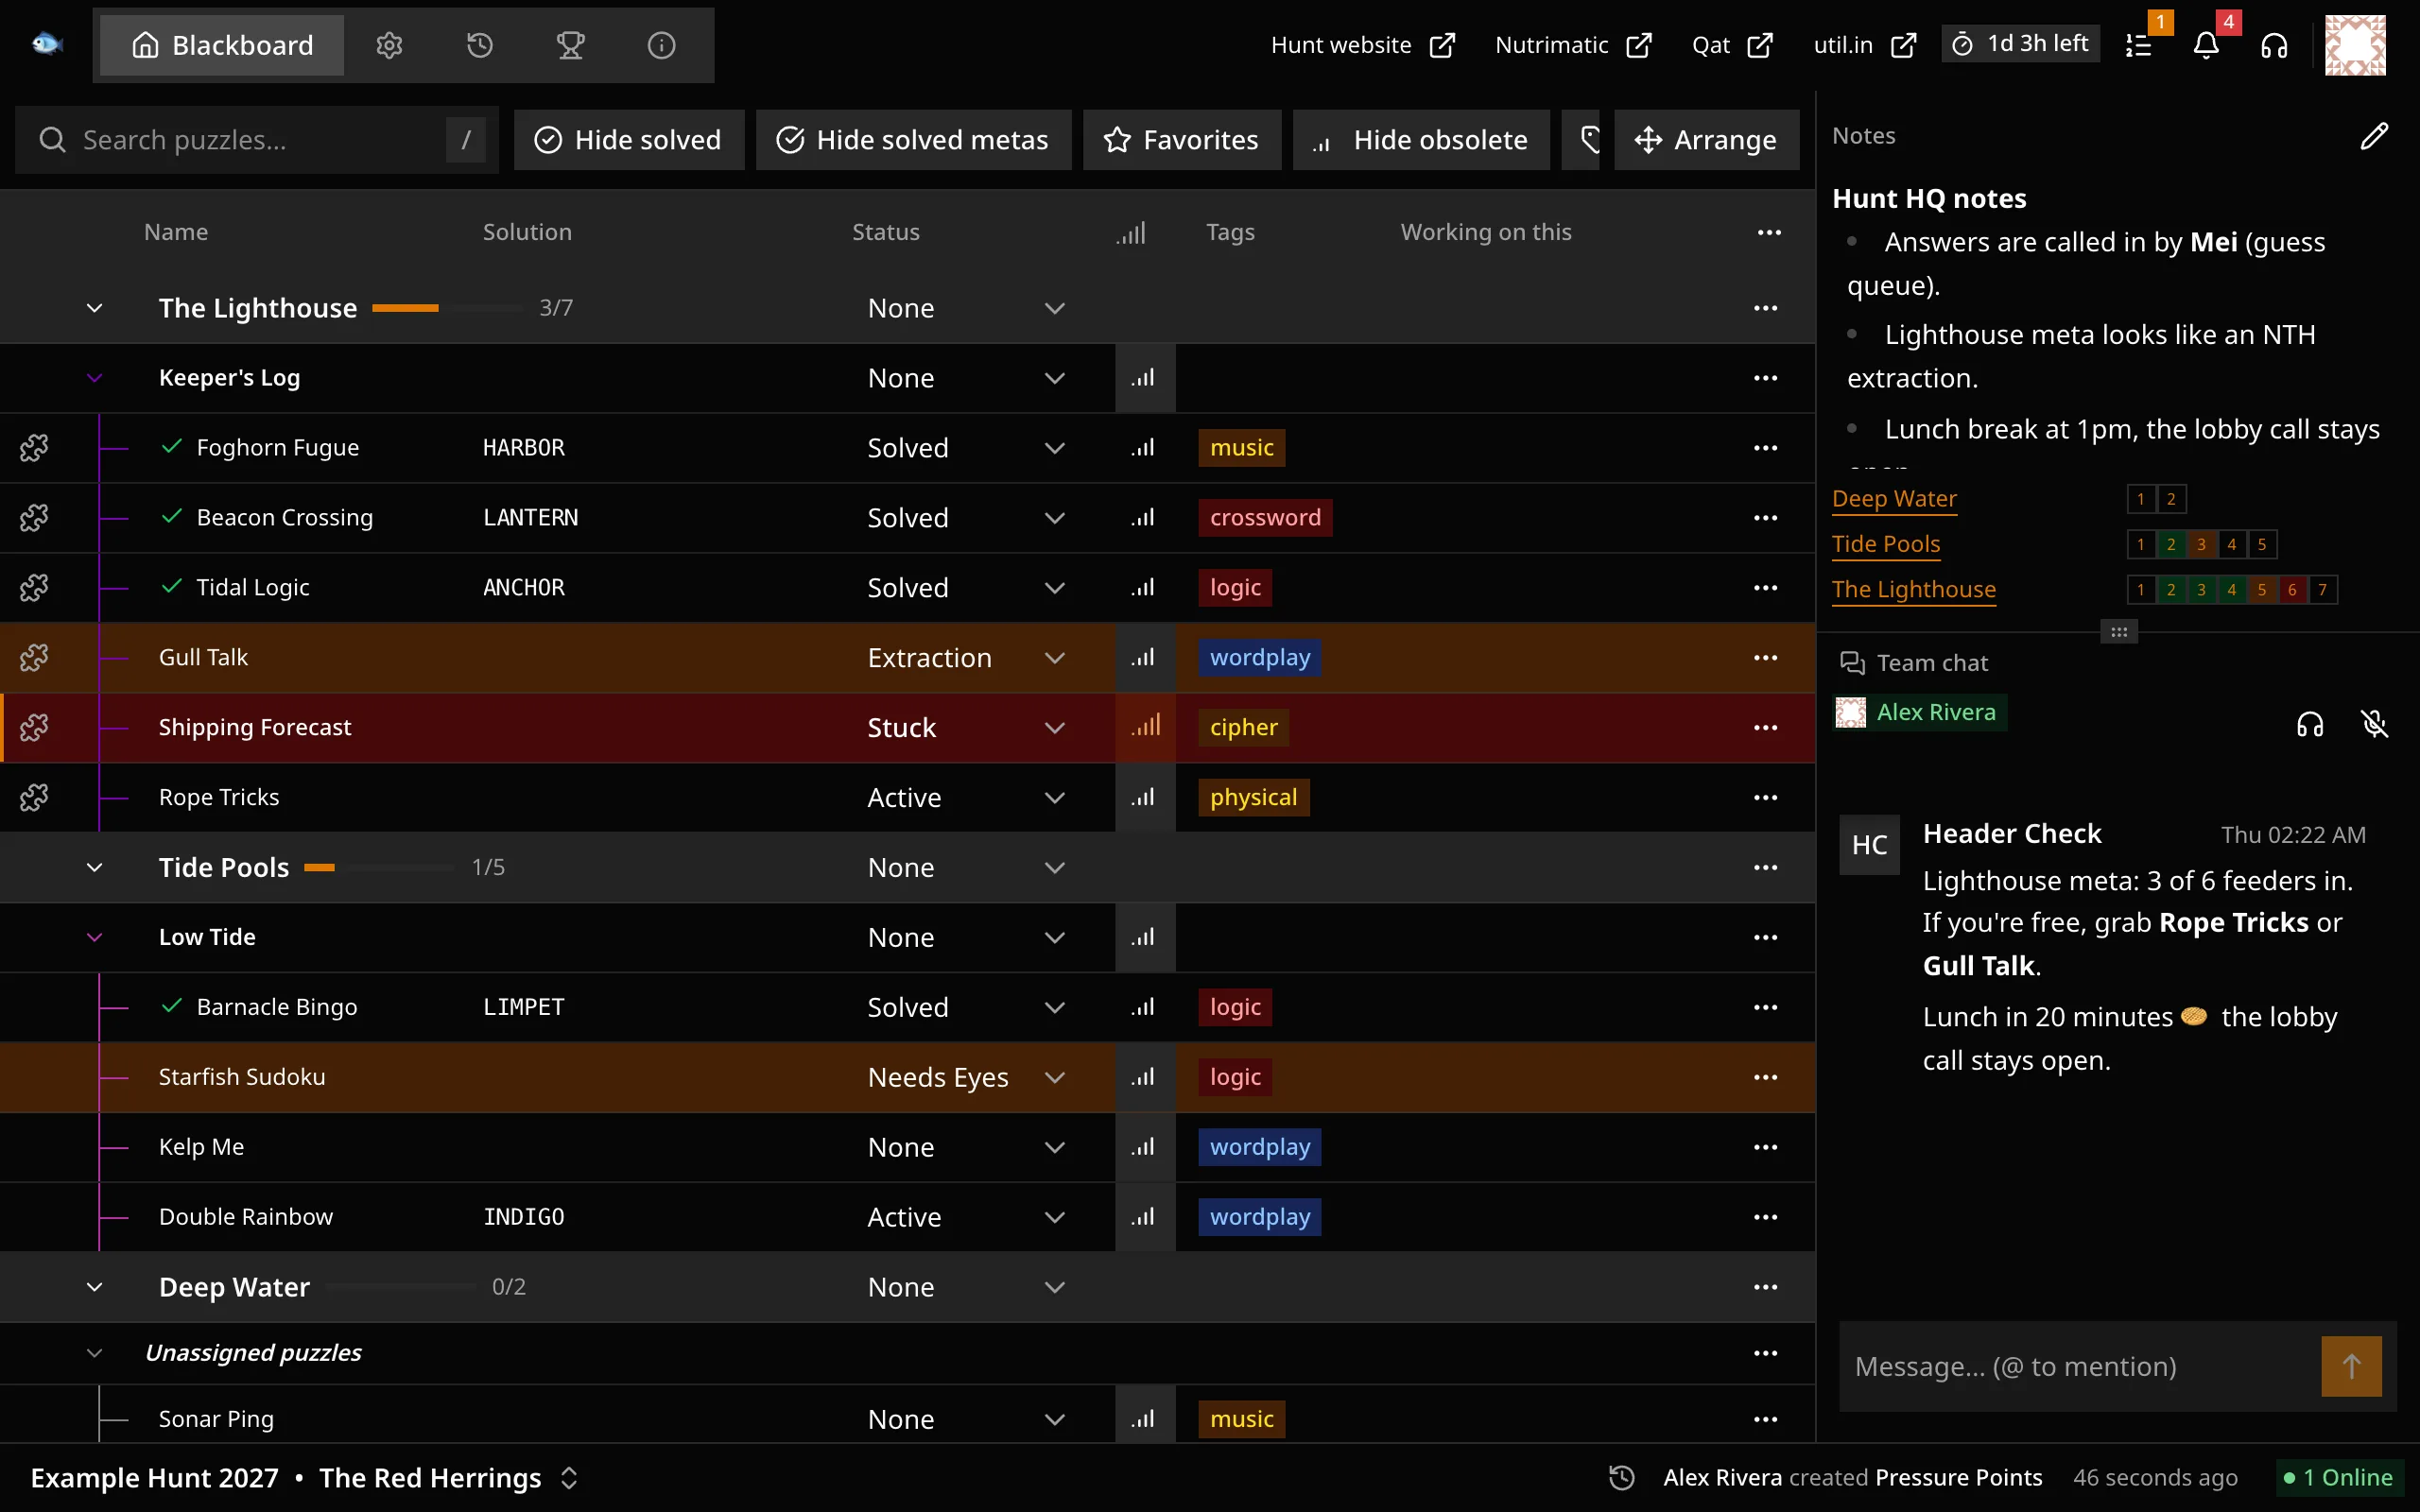 Blackboard
Hunt website
Nutrimatic
Qat
util.in
1d 3h left
1
4
Search puzzles...
/
Hide solved
Hide solved metas
Favorites
Hide obsolete
Arrange
Name Solution Status Tags Working on this
The Lighthouse 3/7 None
Keeper's Log None
Foghorn Fugue HARBOR Solved music
Beacon Crossing LANTERN Solved crossword
Tidal Logic ANCHOR Solved logic
Gull Talk Extraction wordplay
Shipping Forecast Stuck cipher
Rope Tricks Active physical
Tide Pools 1/5 None
Low Tide None
Barnacle Bingo LIMPET Solved logic
Starfish Sudoku Needs Eyes logic
Kelp Me None wordplay
Double Rainbow INDIGO Active wordplay
Deep Water 0/2 None
Unassigned puzzles
Sonar Ping None music
Notes
Hunt HQ notes
Answers are called in by Mei (guess
queue).
Lighthouse meta looks like an NTH
extraction.
Lunch break at 1pm, the lobby call stays
Deep Water 1 2
Tide Pools 1 2 3 4 5
The Lighthouse 1 2 3 4 5 6 7
Team chat
Alex Rivera
HC
Header Check Thu 02:22 AM
Lighthouse meta: 3 of 6 feeders in.
If you're free, grab Rope Tricks or
Gull Talk.
Lunch in 20 minutes the lobby
call stays open.
Message... (@ to mention)
Example Hunt 2027 • The Red Herrings
Alex Rivera created Pressure Points 46 seconds ago
1 Online